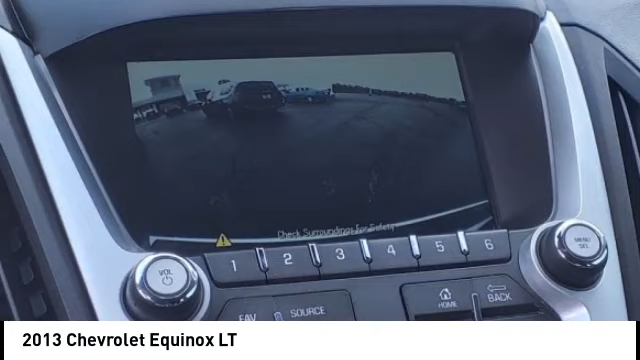 Check Surroundings for Safety
1 2 3 4 5 6
VOL
MENU
SEL
FAV
SOURCE
HOME
BACK
2013 Chevrolet Equinox LT